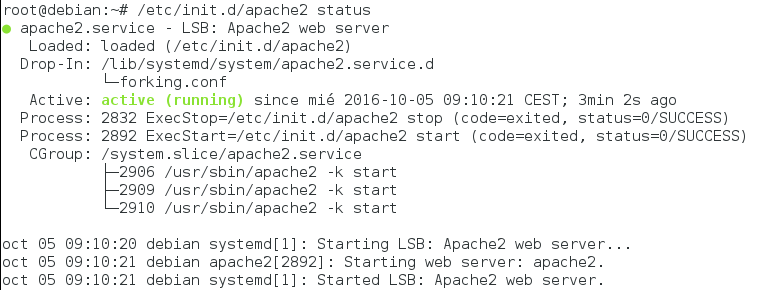 root@debian:~# /etc/init.d/apache2 status
● apache2.service - LSB: Apache2 web server
   Loaded: loaded (/etc/init.d/apache2)
  Drop-In: /lib/systemd/system/apache2.service.d
           └─forking.conf
   Active: active (running) since mié 2016-10-05 09:10:21 CEST; 3min 2s ago
  Process: 2832 ExecStop=/etc/init.d/apache2 stop (code=exited, status=0/SUCCESS)
  Process: 2892 ExecStart=/etc/init.d/apache2 start (code=exited, status=0/SUCCESS)
   CGroup: /system.slice/apache2.service
           ├─2906 /usr/sbin/apache2 -k start
           ├─2909 /usr/sbin/apache2 -k start
           └─2910 /usr/sbin/apache2 -k start
oct 05 09:10:20 debian systemd[1]: Starting LSB: Apache2 web server...
oct 05 09:10:21 debian apache2[2892]: Starting web server: apache2.
oct 05 09:10:21 debian systemd[1]: Started LSB: Apache2 web server.